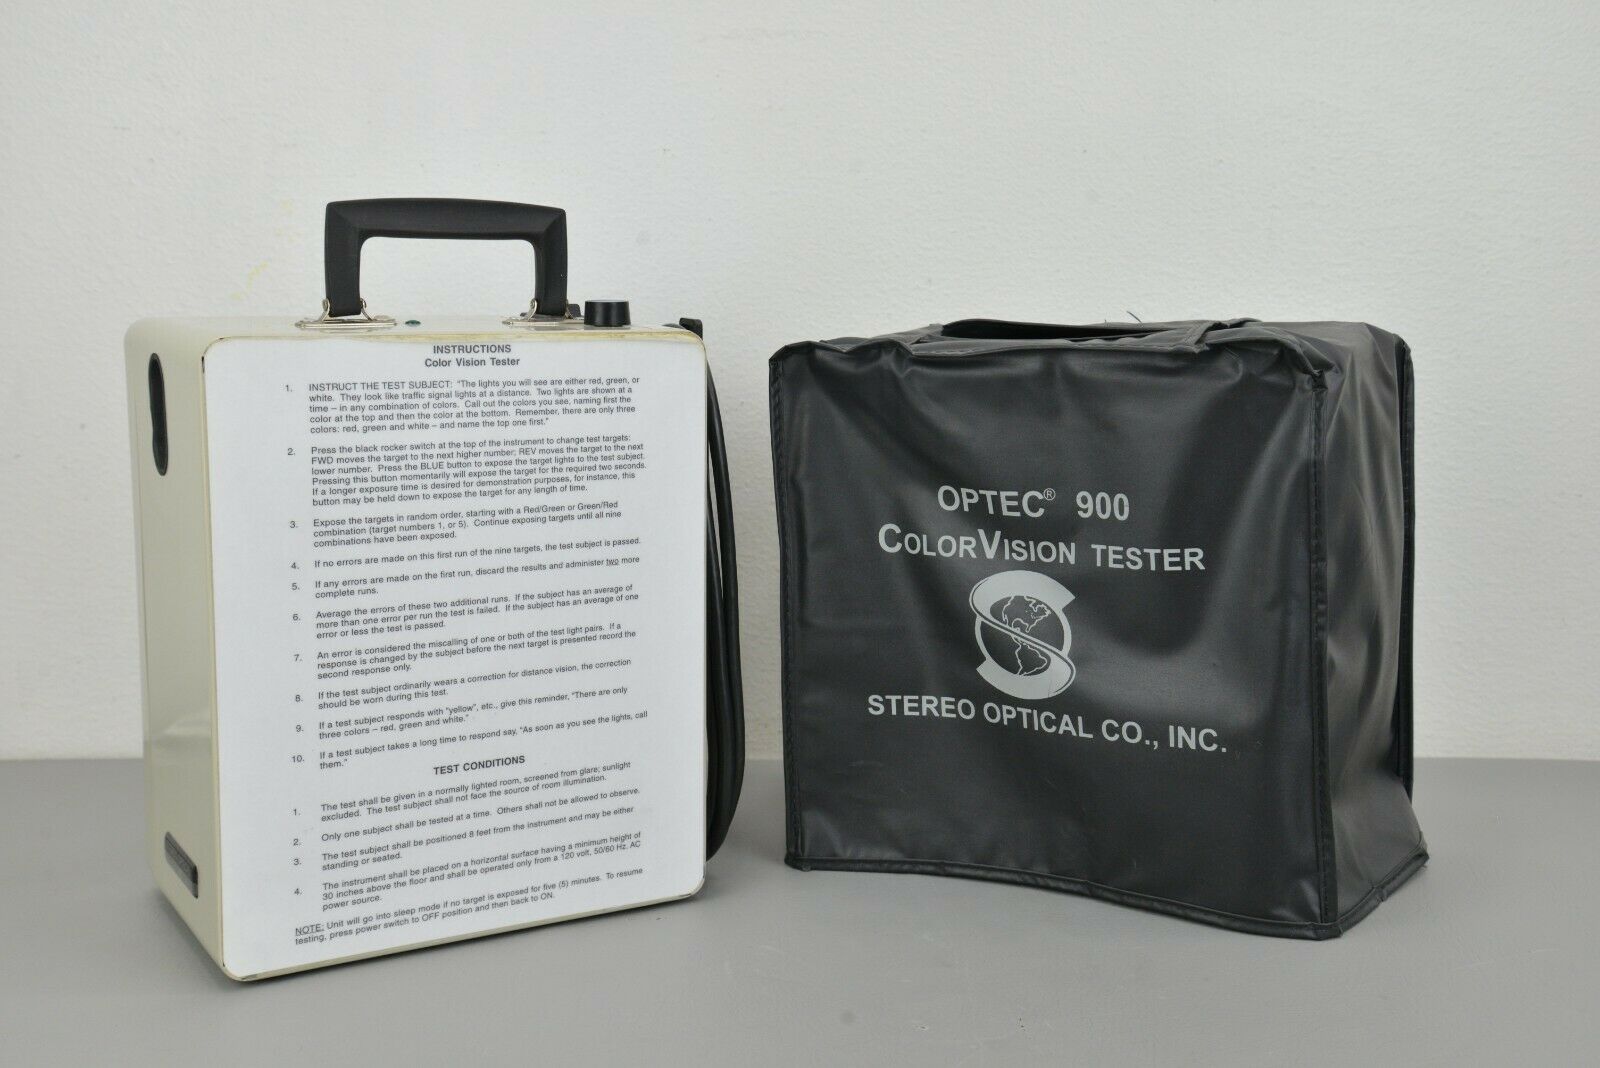 INSTRUCTIONS
Color Vision Tester
1. INSTRUCT THE TEST SUBJECT: "The lights you will see are either red, green, or
white. They look like traffic signal lights at a distance. Two lights are shown at a
time – in any combination of colors. Call out the colors you see, naming first the
color at the top and then the color at the bottom. Remember, there are only three
colors: red, green and white – and name the top one first."
2. Press the black rocker switch at the top of the instrument to change test targets:
FWD moves the target to the next higher number; REV moves the target to the next
lower number. Press the BLUE button to expose the target lights to the test subject.
Pressing this button momentarily will expose the target for the required two seconds.
If a longer exposure time is desired for demonstration purposes, for instance, this
button may be held down to expose the target for any length of time.
3. Expose the targets in random order, starting with a Red/Green or Green/Red
combination (target numbers 1, or 5). Continue exposing targets until all nine
combinations have been exposed.
4. If no errors are made on this first run of the nine targets, the test subject is passed.
5. If any errors are made on the first run, discard the results and administer two more
complete runs.
6. Average the errors of these two additional runs. If the subject has an average of
more than one error per run the test is failed. If the subject has an average of one
error or less the test is passed.
7. An error is considered the miscalling of one or both of the test light pairs. If a
response is changed by the subject before the next target is presented record the
second response only.
8. If the test subject ordinarily wears a correction for distance vision, the correction
should be worn during this test.
9. If a test subject responds with "yellow", etc., give this reminder, "There are only
three colors – red, green and white."
10. If a test subject takes a long time to respond say, "As soon as you see the lights, call
them."
TEST CONDITIONS
1. The test shall be given in a normally lighted room, screened from glare; sunlight
excluded. The test subject shall not face the source of room illumination.
2. Only one subject shall be tested at a time. Others shall not be allowed to observe.
3. The test subject shall be positioned 8 feet from the instrument and may be either
standing or seated.
4. The instrument shall be placed on a horizontal surface having a minimum height of
30 inches above the floor and shall be operated only from a 120 volt, 50/60 Hz. AC
power source.
NOTE: Unit will go into sleep mode if no target is exposed for five (5) minutes. To resume
testing, press power switch to OFF position and then back to ON.
OPTEC® 900
COLORVISION TESTER
STEREO OPTICAL CO., INC.